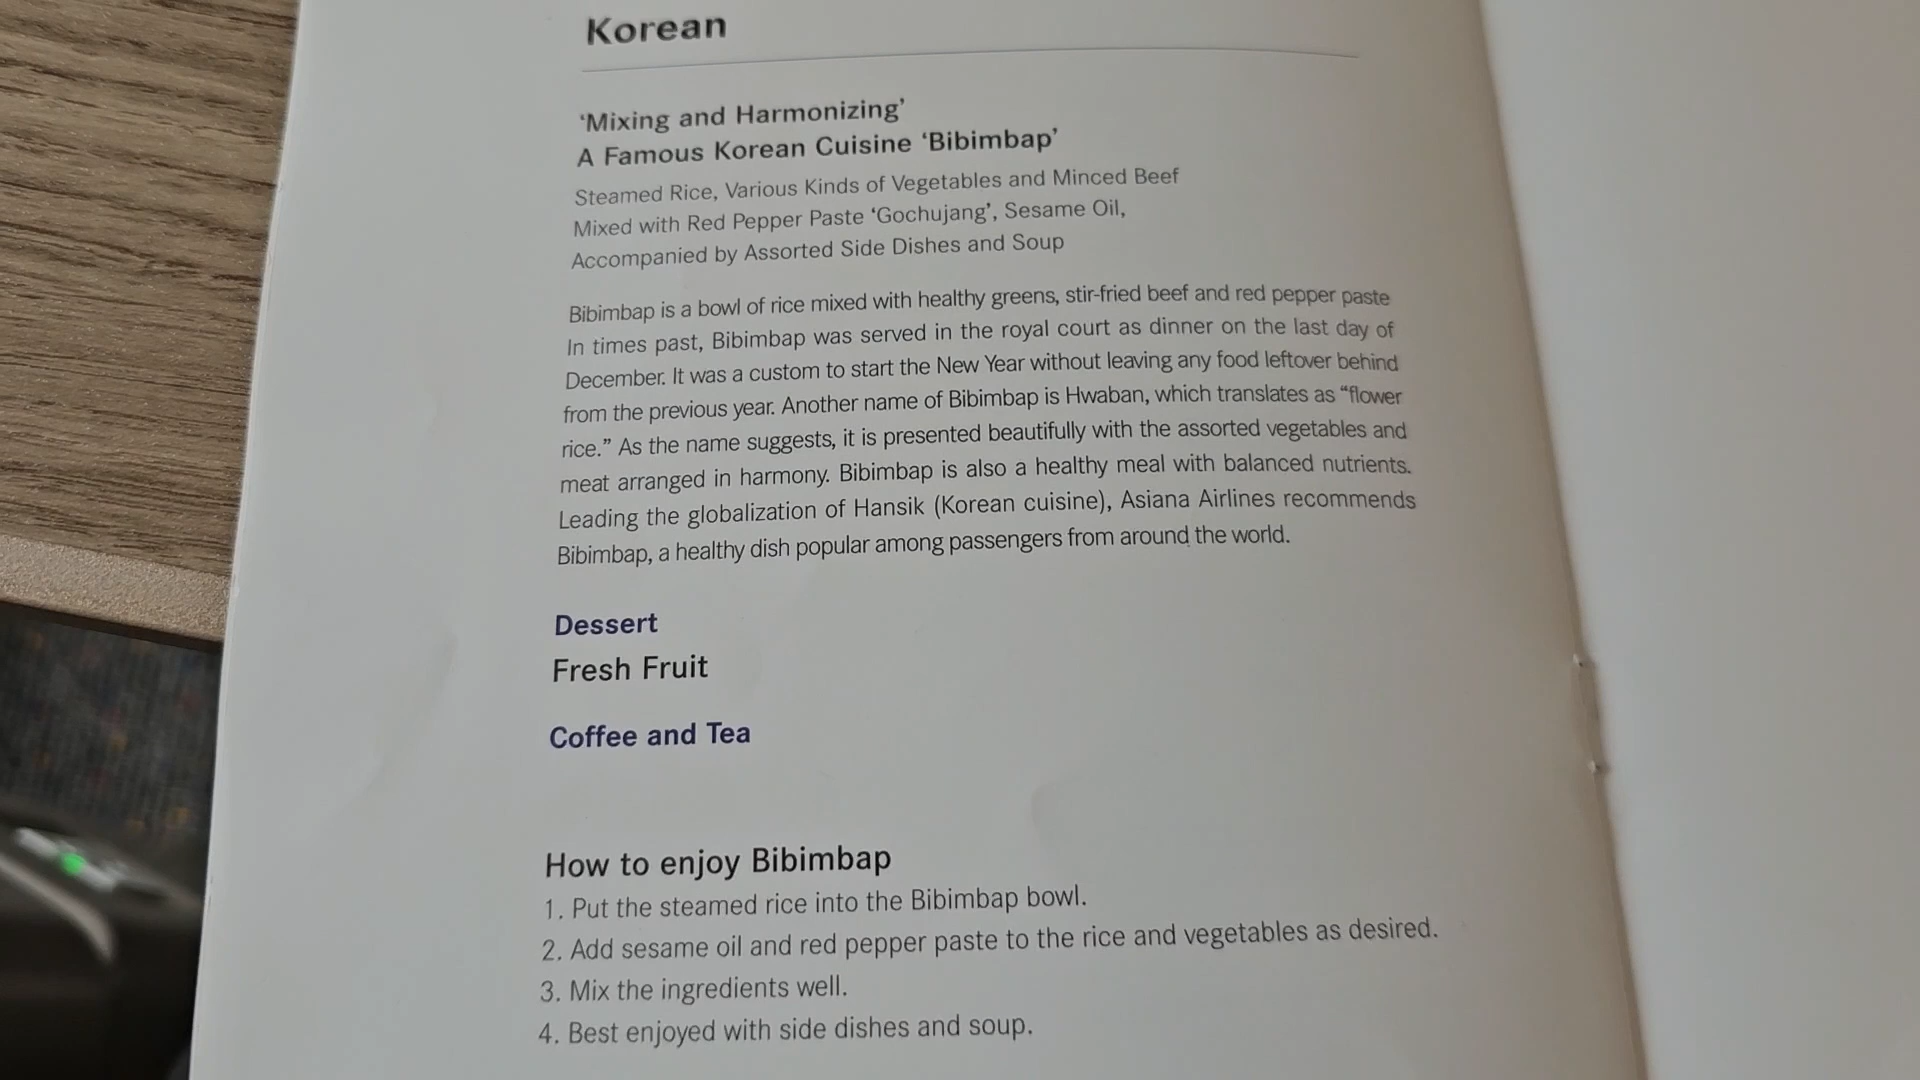 Korean
‘Mixing and Harmonizing’
A Famous Korean Cuisine ‘Bibimbap’
Steamed Rice, Various Kinds of Vegetables and Minced Beef
Mixed with Red Pepper Paste ‘Gochujang’, Sesame Oil,
Accompanied by Assorted Side Dishes and Soup
Bibimbap is a bowl of rice mixed with healthy greens, stir-fried beef and red pepper paste
In times past, Bibimbap was served in the royal court as dinner on the last day of
December. It was a custom to start the New Year without leaving any food leftover behind
from the previous year. Another name of Bibimbap is Hwaban, which translates as “flower
rice.” As the name suggests, it is presented beautifully with the assorted vegetables and
meat arranged in harmony. Bibimbap is also a healthy meal with balanced nutrients.
Leading the globalization of Hansik (Korean cuisine), Asiana Airlines recommends
Bibimbap, a healthy dish popular among passengers from around the world.
Dessert
Fresh Fruit
Coffee and Tea
How to enjoy Bibimbap
1. Put the steamed rice into the Bibimbap bowl.
2. Add sesame oil and red pepper paste to the rice and vegetables as desired.
3. Mix the ingredients well.
4. Best enjoyed with side dishes and soup.